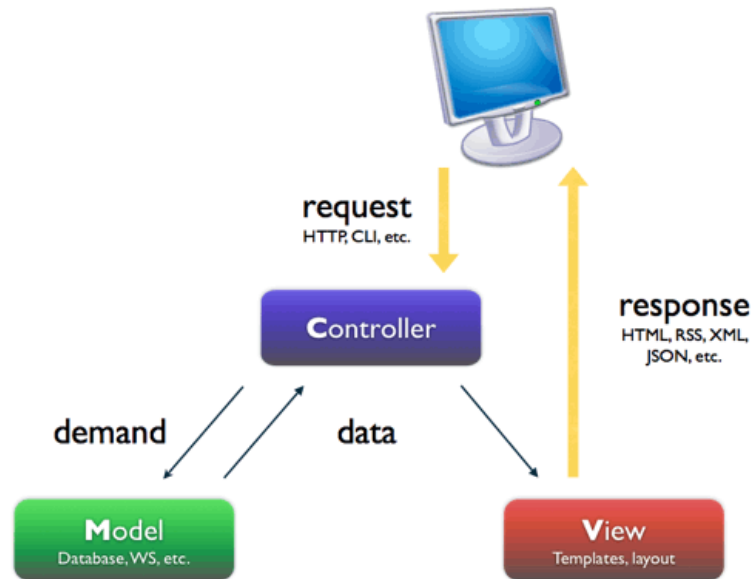 request
HTTP, CLI, etc.
Controller
response
HTML, RSS, XML,
JSON, etc.
demand
data
Model
Database, WS, etc.
View
Templates, layout